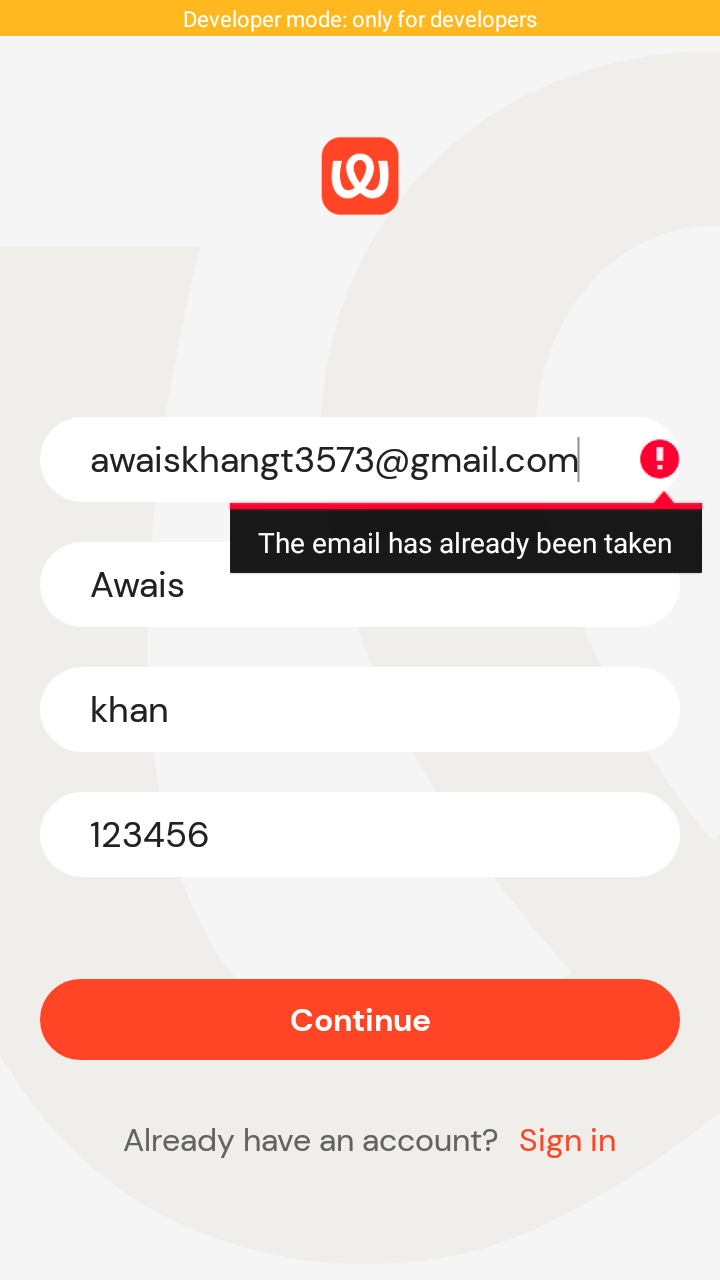 Developer mode: only for developers
awaiskhangt3573@gmail.com
The email has already been taken
Awais
khan
123456
Continue
Already have an account? Sign in